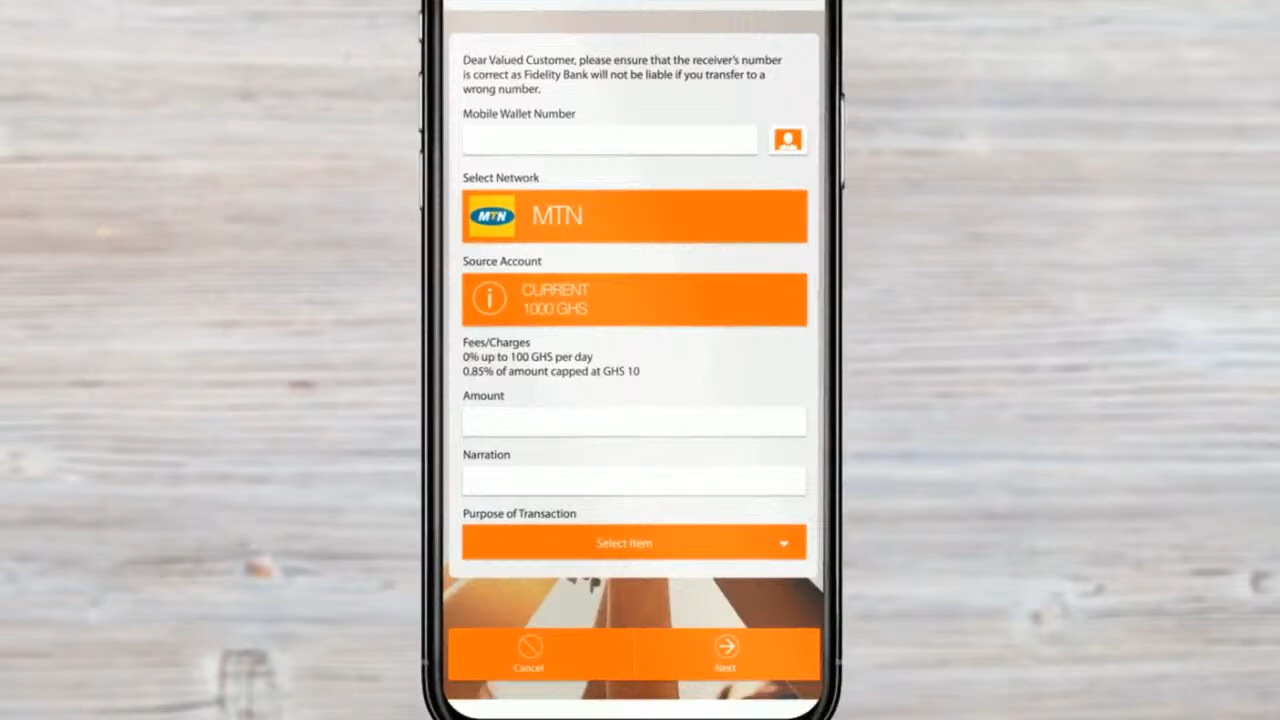 Dear Valued Customer, please ensure that the receiver's number
is correct as Fidelity Bank will not be liable if you transfer to a
wrong number.
Mobile Wallet Number
Select Network
MTN MTN
Source Account
CURRENT
1000 GHS
Fees/Charges
0% up to 100 GHS per day
0.85% of amount capped at GHS 10
Amount
Narration
Purpose of Transaction
Select Item
Cancel Next